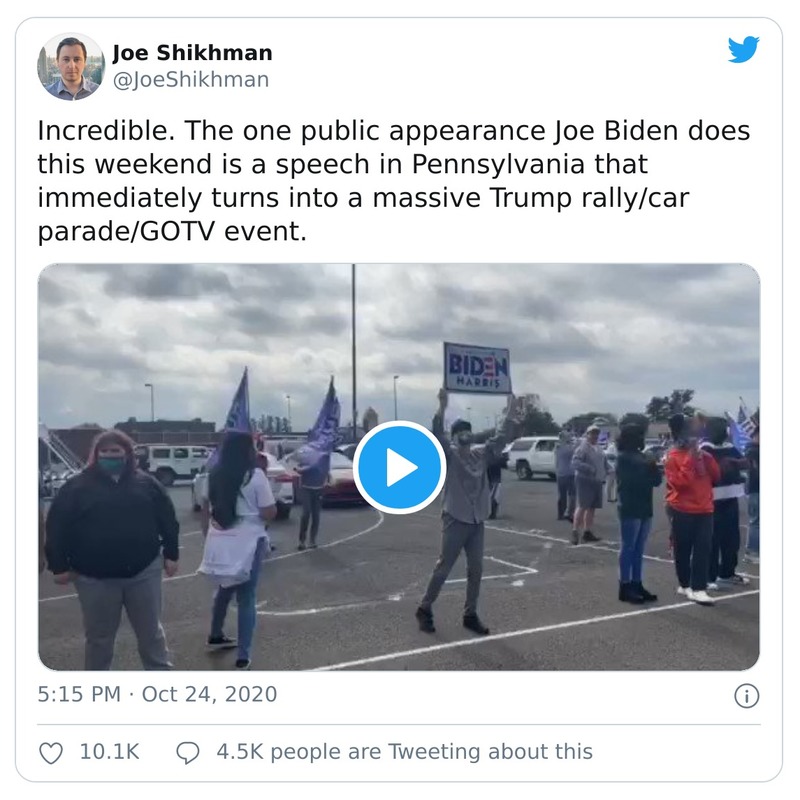 Joe Shikhman
@JoeShikhman
Incredible. The one public appearance Joe Biden does
this weekend is a speech in Pennsylvania that
immediately turns into a massive Trump rally/car
parade/GOTV event.
BIDEN
HARRIS
5:15 PM · Oct 24, 2020
10.1K
4.5K people are Tweeting about this